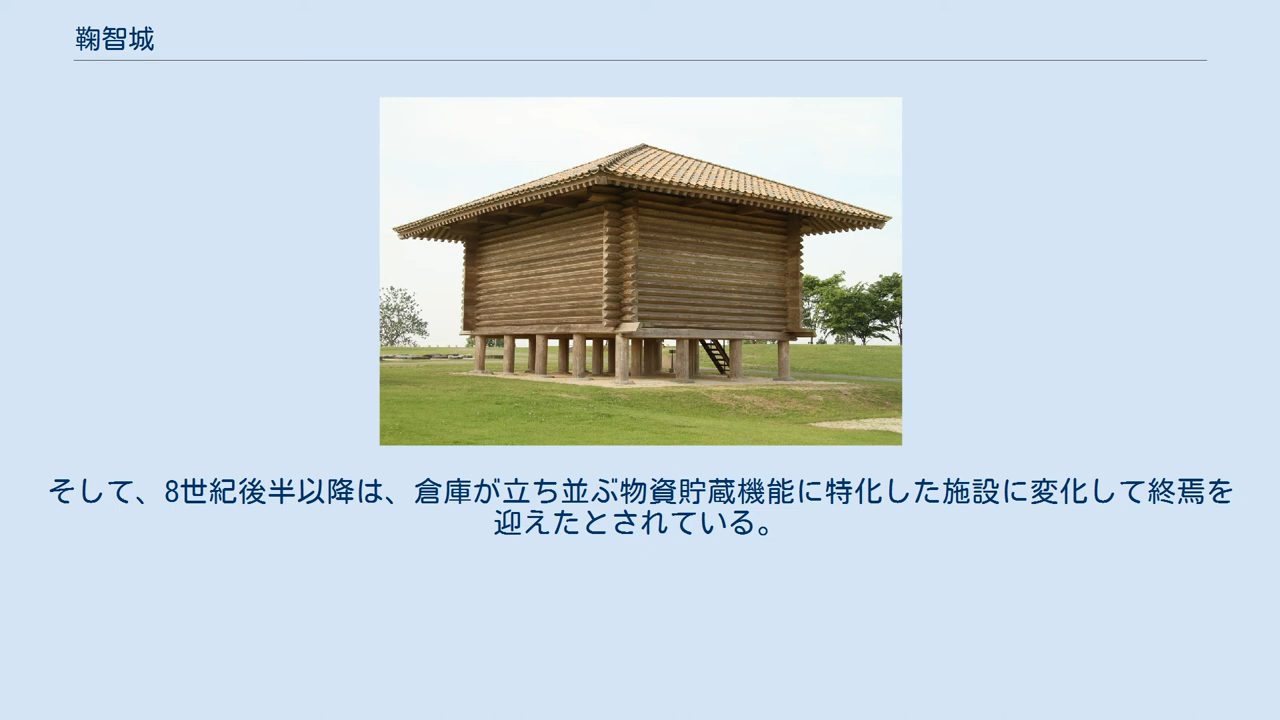 鞠智城
そして、8世紀後半以降は、倉庫が立ち並ぶ物資貯蔵機能に特化した施設に変化して終焉を
迎えたとされている。